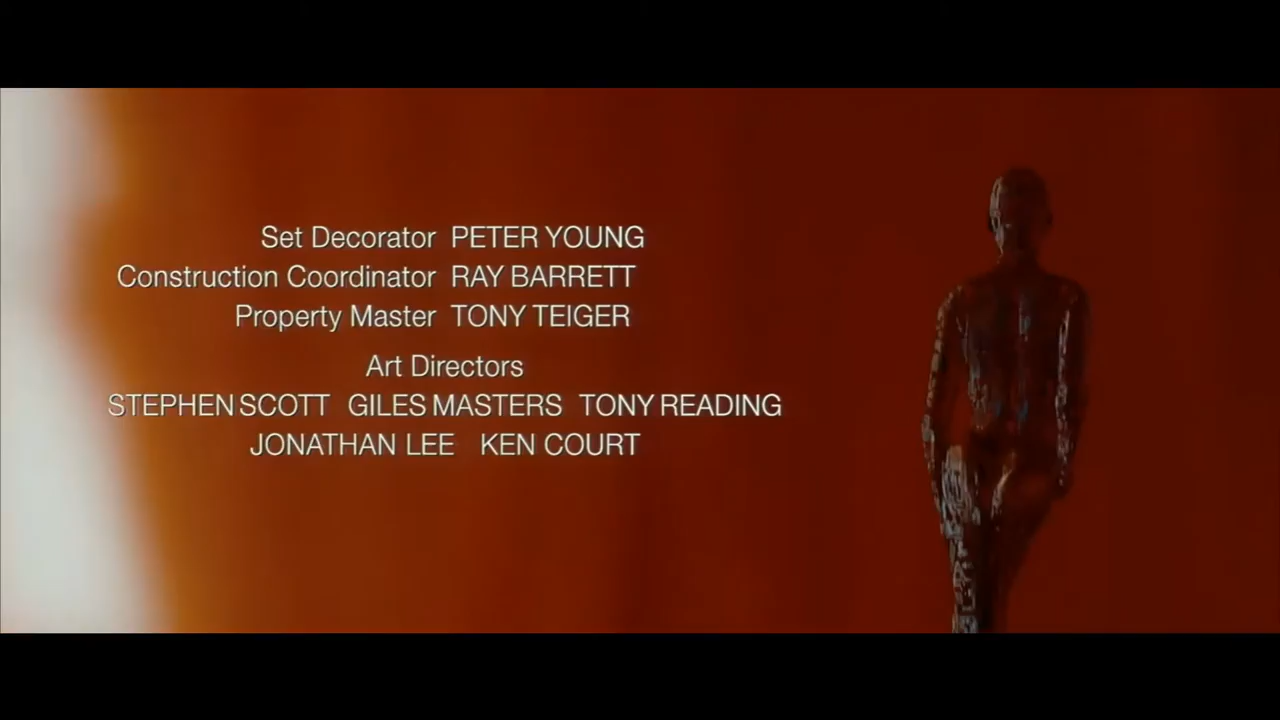 Set Decorator PETER YOUNG
Construction Coordinator RAY BARRETT
Property Master TONY TEIGER
Art Directors
STEPHEN SCOTT GILES MASTERS TONY READING
JONATHAN LEE KEN COURT